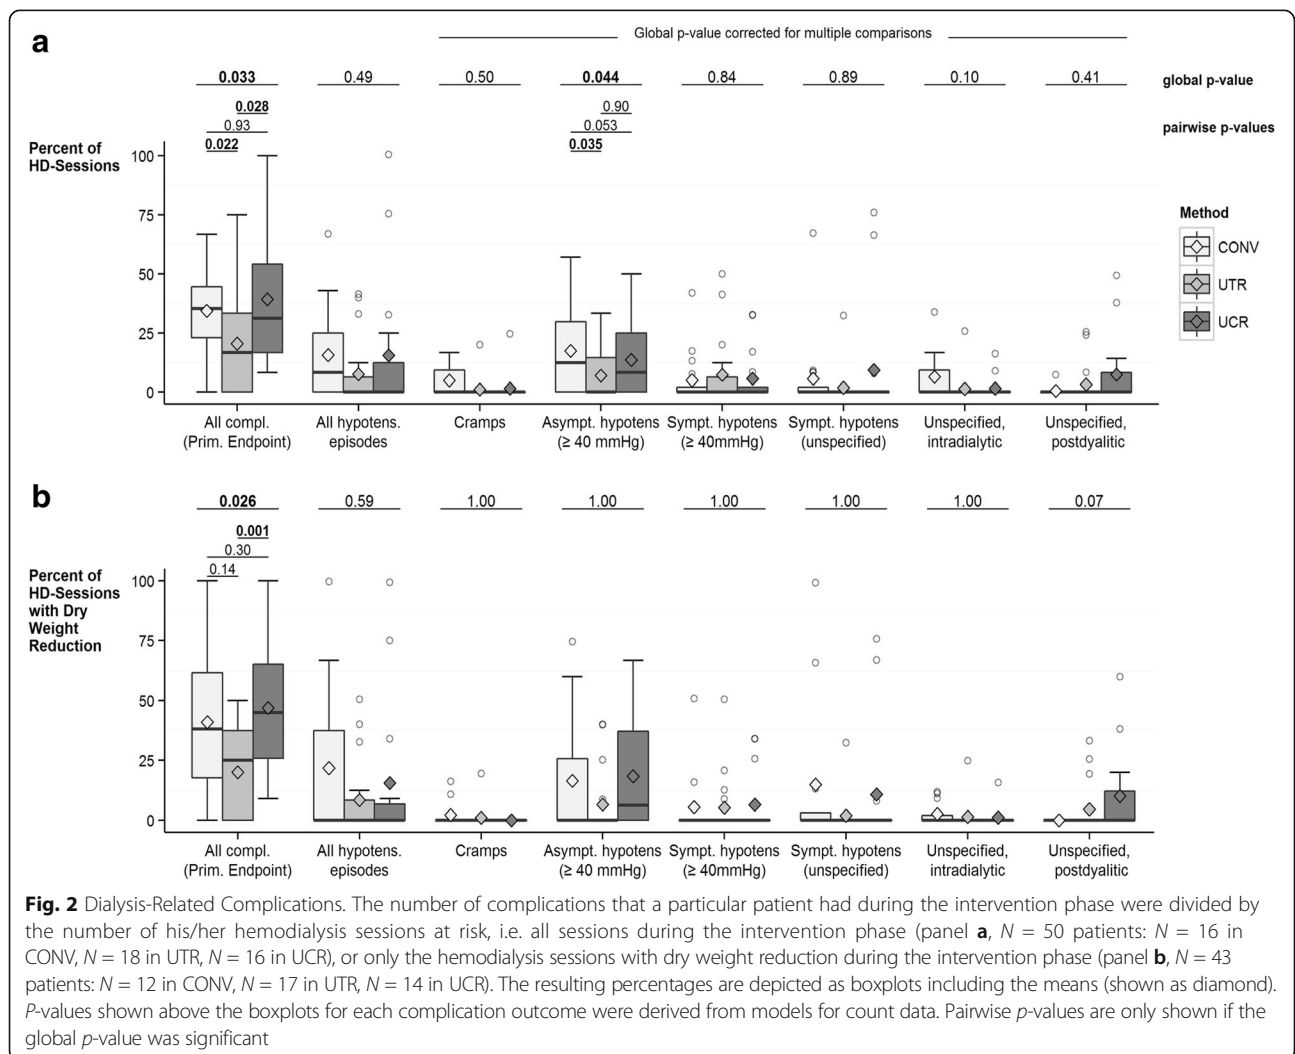 a
Global p-value corrected for multiple comparisons
0.033 0.49 0.50 0.044 0.84 0.89 0.10 0.41 global p-value
0.028 0.90
0.93 0.053 pairwise p-values
0.022 0.035
Percent of
HD-Sessions
100
75
50
25
0
Method
CONV
UTR
UCR
All compl. All hypotens. Cramps Asympt. hypotens Sympt. hypotens Sympt. hypotens Unspecified, Unspecified,
(Prim. Endpoint) episodes (≥ 40 mmHg) (≥ 40mmHg) (unspecified) intradialytic postdyalitic
b
0.026 0.59 1.00 1.00 1.00 1.00 1.00 0.07
0.001
0.30
0.14
Percent of
HD-Sessions
with Dry
Weight
Reduction
100
75
50
25
0
All compl. All hypotens. Cramps Asympt. hypotens Sympt. hypotens Sympt. hypotens Unspecified, Unspecified,
(Prim. Endpoint) episodes (≥ 40 mmHg) (≥ 40mmHg) (unspecified) intradialytic postdyalitic
Fig. 2 Dialysis-Related Complications. The number of complications that a particular patient had during the intervention phase were divided by
the number of his/her hemodialysis sessions at risk, i.e. all sessions during the intervention phase (panel a, N = 50 patients: N = 16 in
CONV, N = 18 in UTR, N = 16 in UCR), or only the hemodialysis sessions with dry weight reduction during the intervention phase (panel b, N = 43
patients: N = 12 in CONV, N = 17 in UTR, N = 14 in UCR). The resulting percentages are depicted as boxplots including the means (shown as diamond).
P-values shown above the boxplots for each complication outcome were derived from models for count data. Pairwise p-values are only shown if the
global p-value was significant